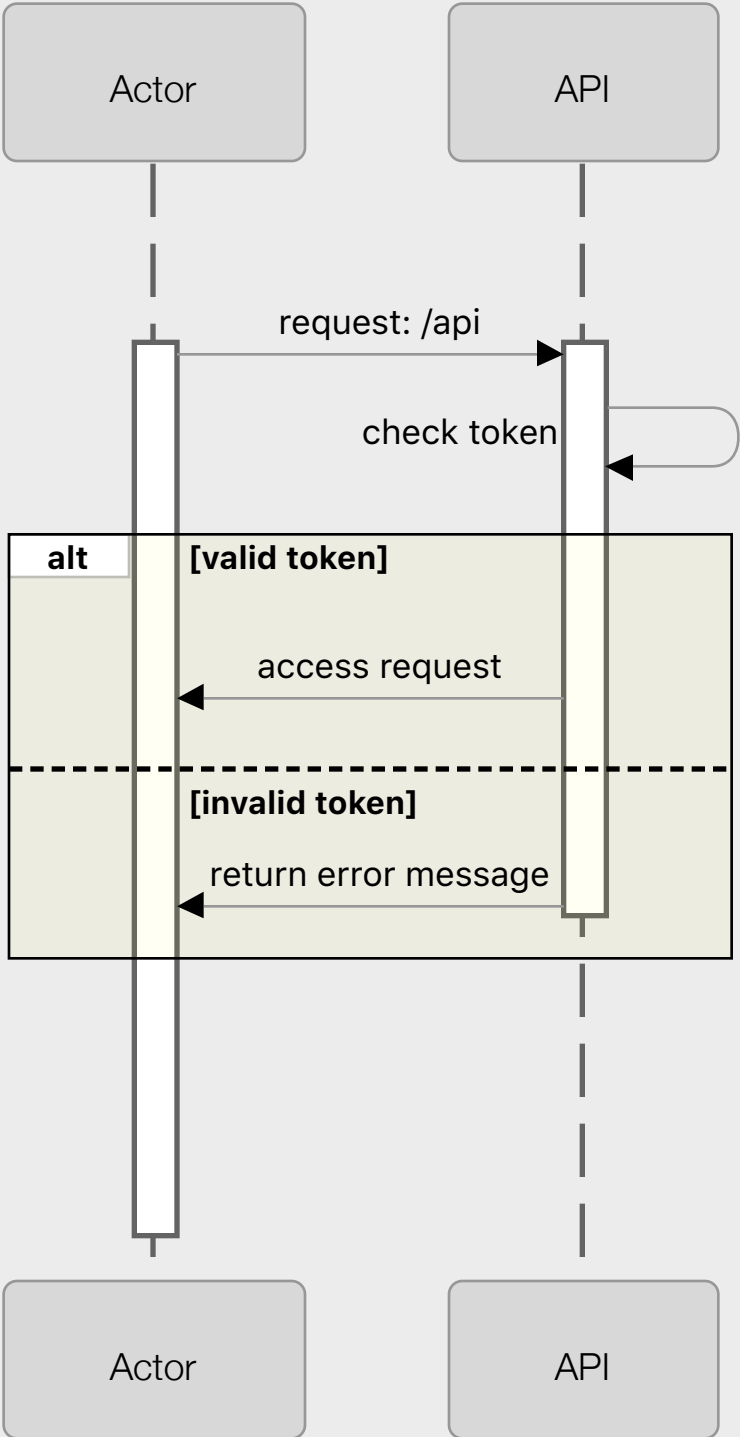 Actor
API
request: /api
check token
alt
[valid token]
access request
[invalid token]
return error message
Actor
API